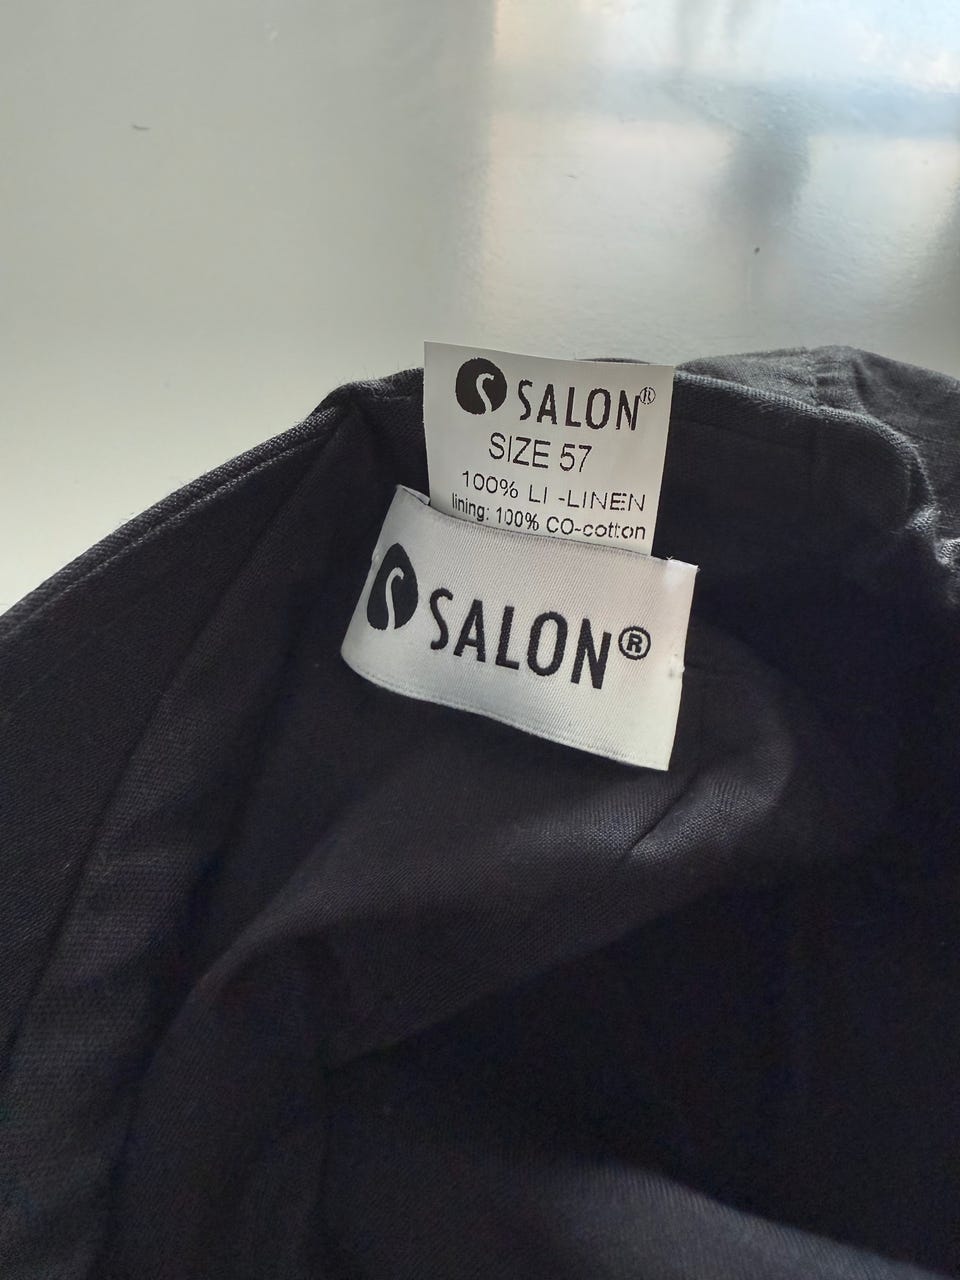 S SALON®
SIZE 57
100% LI -LINEN
lining: 100% CO-cotton
S SALON®